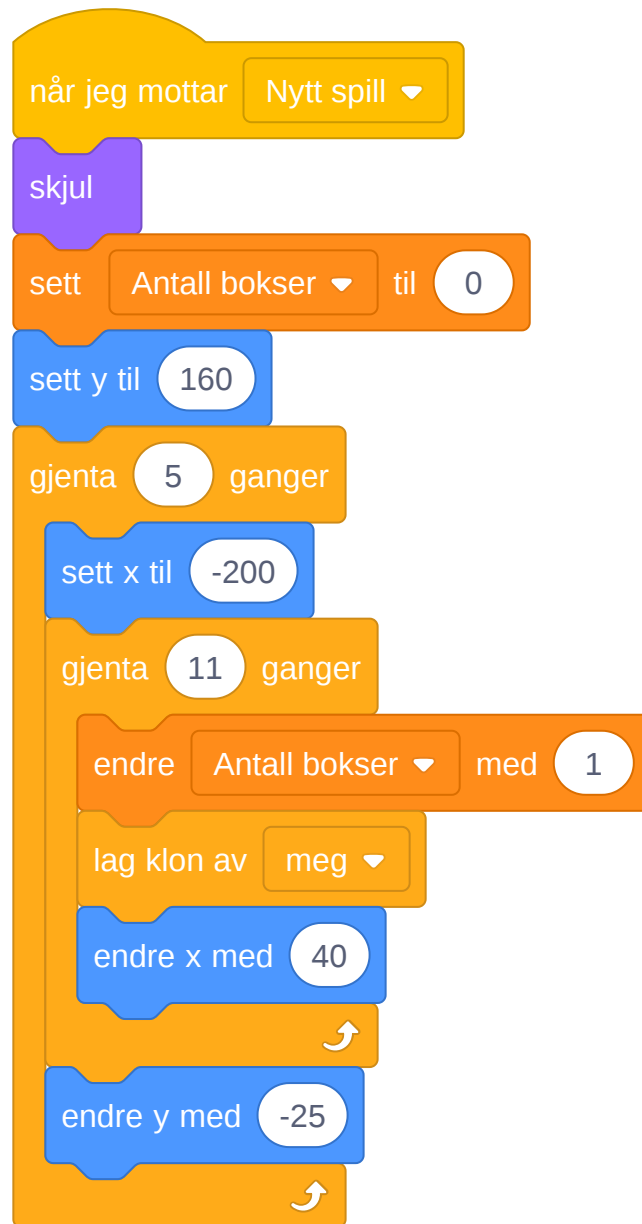 når jeg mottar Nytt spill
skjul
sett Antall bokser til 0
sett y til 160
gjenta 5 ganger
sett x til -200
gjenta 11 ganger
endre Antall bokser med 1
lag klon av meg
endre x med 40
endre y med -25